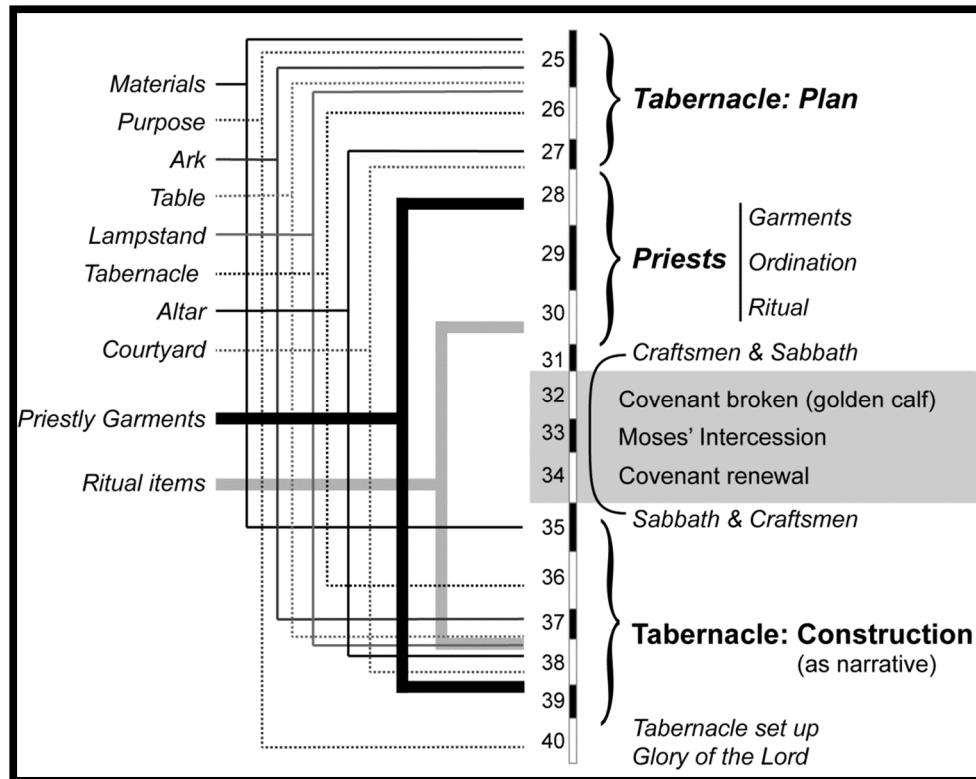 Materials
Purpose
Ark
Table
Lampstand
Tabernacle
Altar
Courtyard
Priestly Garments
Ritual items
25
26
27
28
29
30
31
32
33
34
35
36
37
38
39
40
Tabernacle: Plan
Priests
Garments
Ordination
Ritual
Craftsmen & Sabbath
Covenant broken (golden calf)
Moses' Intercession
Covenant renewal
Sabbath & Craftsmen
Tabernacle: Construction
(as narrative)
Tabernacle set up
Glory of the Lord